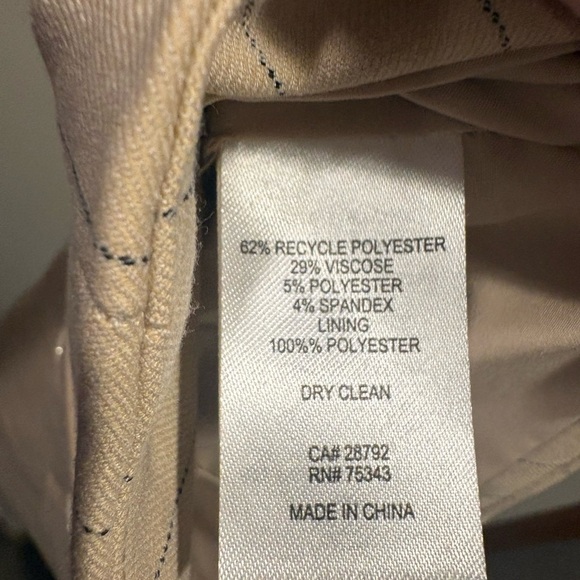 62% RECYCLE POLYESTER
29% VISCOSE
5% POLYESTER
4% SPANDEX
LINING
100%% POLYESTER
DRY CLEAN
CA# 28792
RN# 75343
MADE IN CHINA